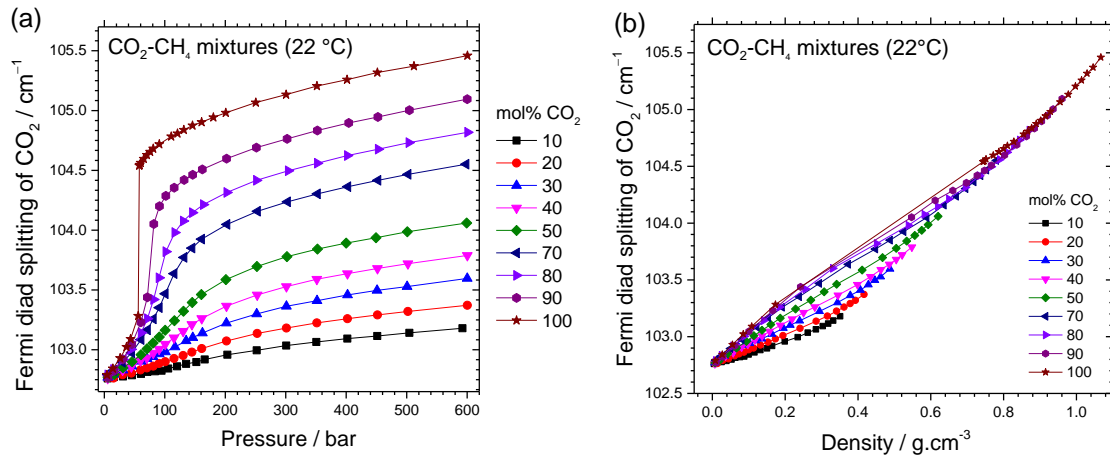 (a)
CO₂-CH₄ mixtures (22 °C)
Fermi diad splitting of CO₂ / cm⁻¹
105.5
105.0
104.5
104.0
103.5
103.0
0 100 200 300 400 500 600
Pressure / bar
mol% CO₂
10
20
30
40
50
70
80
90
100
(b)
CO₂-CH₄ mixtures (22°C)
Fermi diad splitting of CO₂ / cm⁻¹
105.5
105.0
104.5
104.0
103.5
103.0
102.5
0.0 0.2 0.4 0.6 0.8 1.0
Density / g.cm⁻³
mol% CO₂
10
20
30
40
50
70
80
90
100